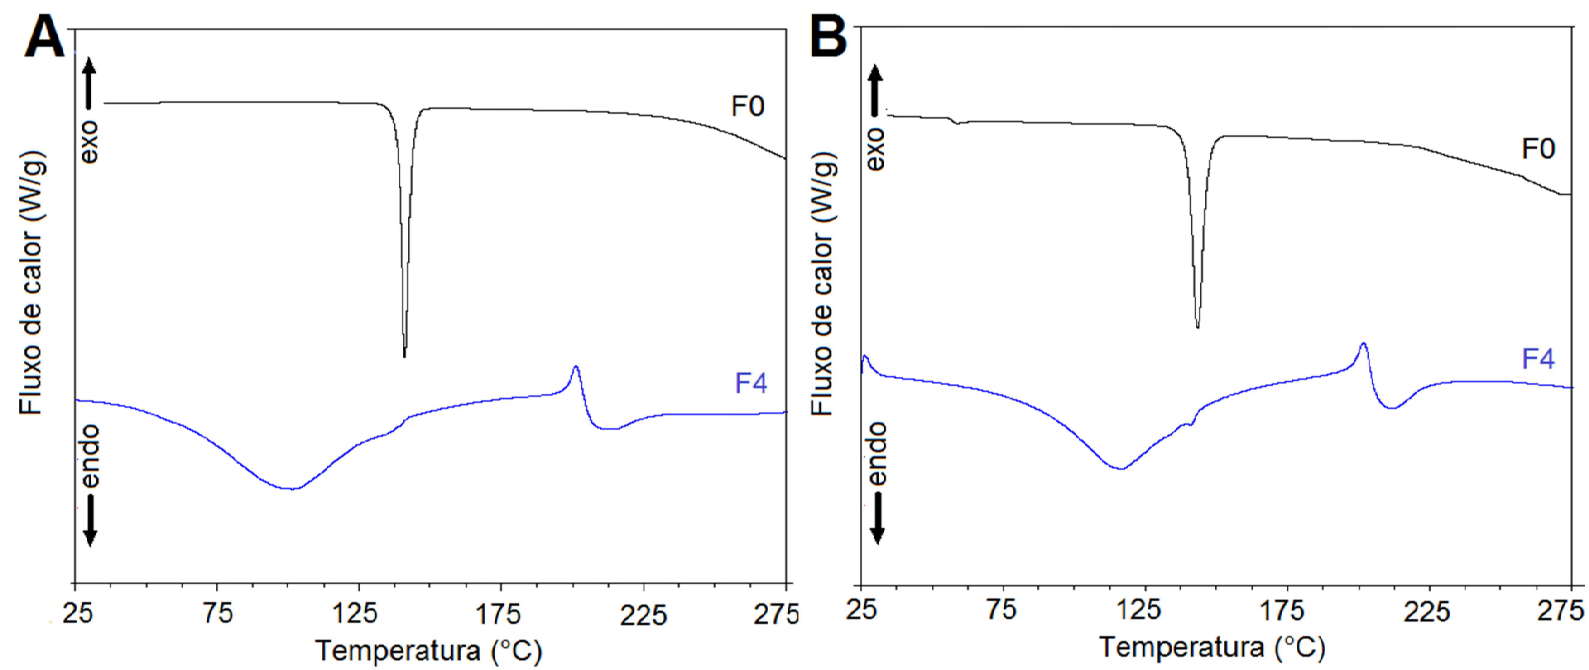 A
exo
F0
Fluxo de calor (W/g)
F4
endo
25 75 125 175 225 275
Temperatura (°C)
B
exo
F0
Fluxo de calor (W/g)
F4
endo
25 75 125 175 225 275
Temperatura (°C)